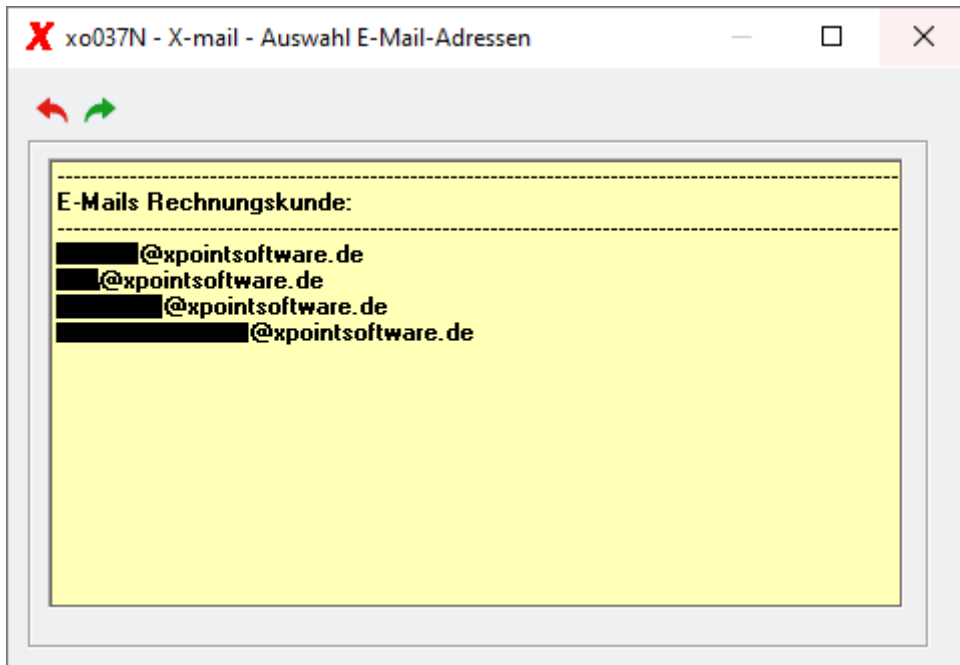 xo037N - X-mail - Auswahl E-Mail-Adressen
E-Mails Rechnungskunde:
@xpointsoftware.de
@xpointsoftware.de
@xpointsoftware.de
@xpointsoftware.de